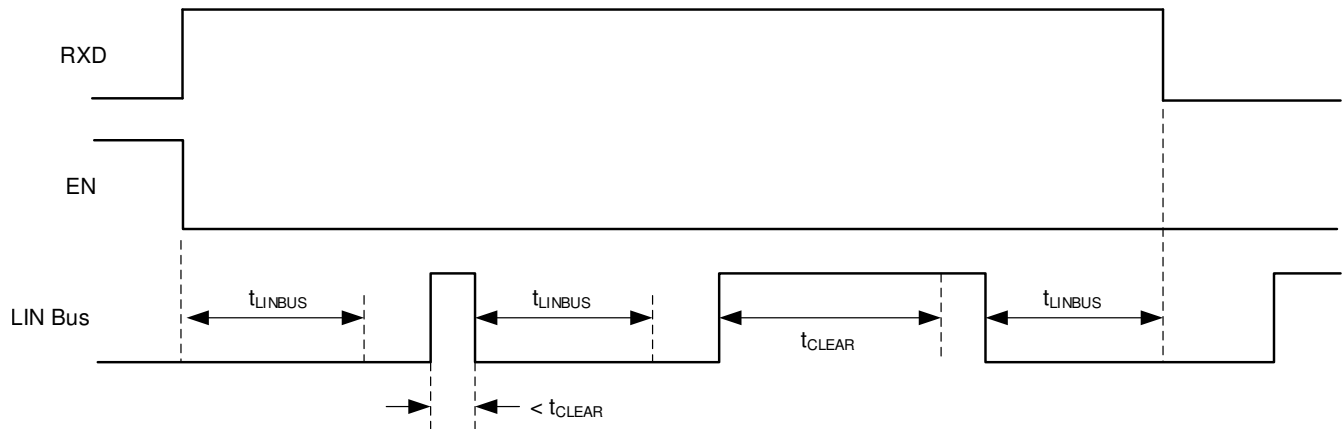 RXD
EN
LIN Bus
tLINBUS
tLINBUS
tCLEAR
tLINBUS
< tCLEAR